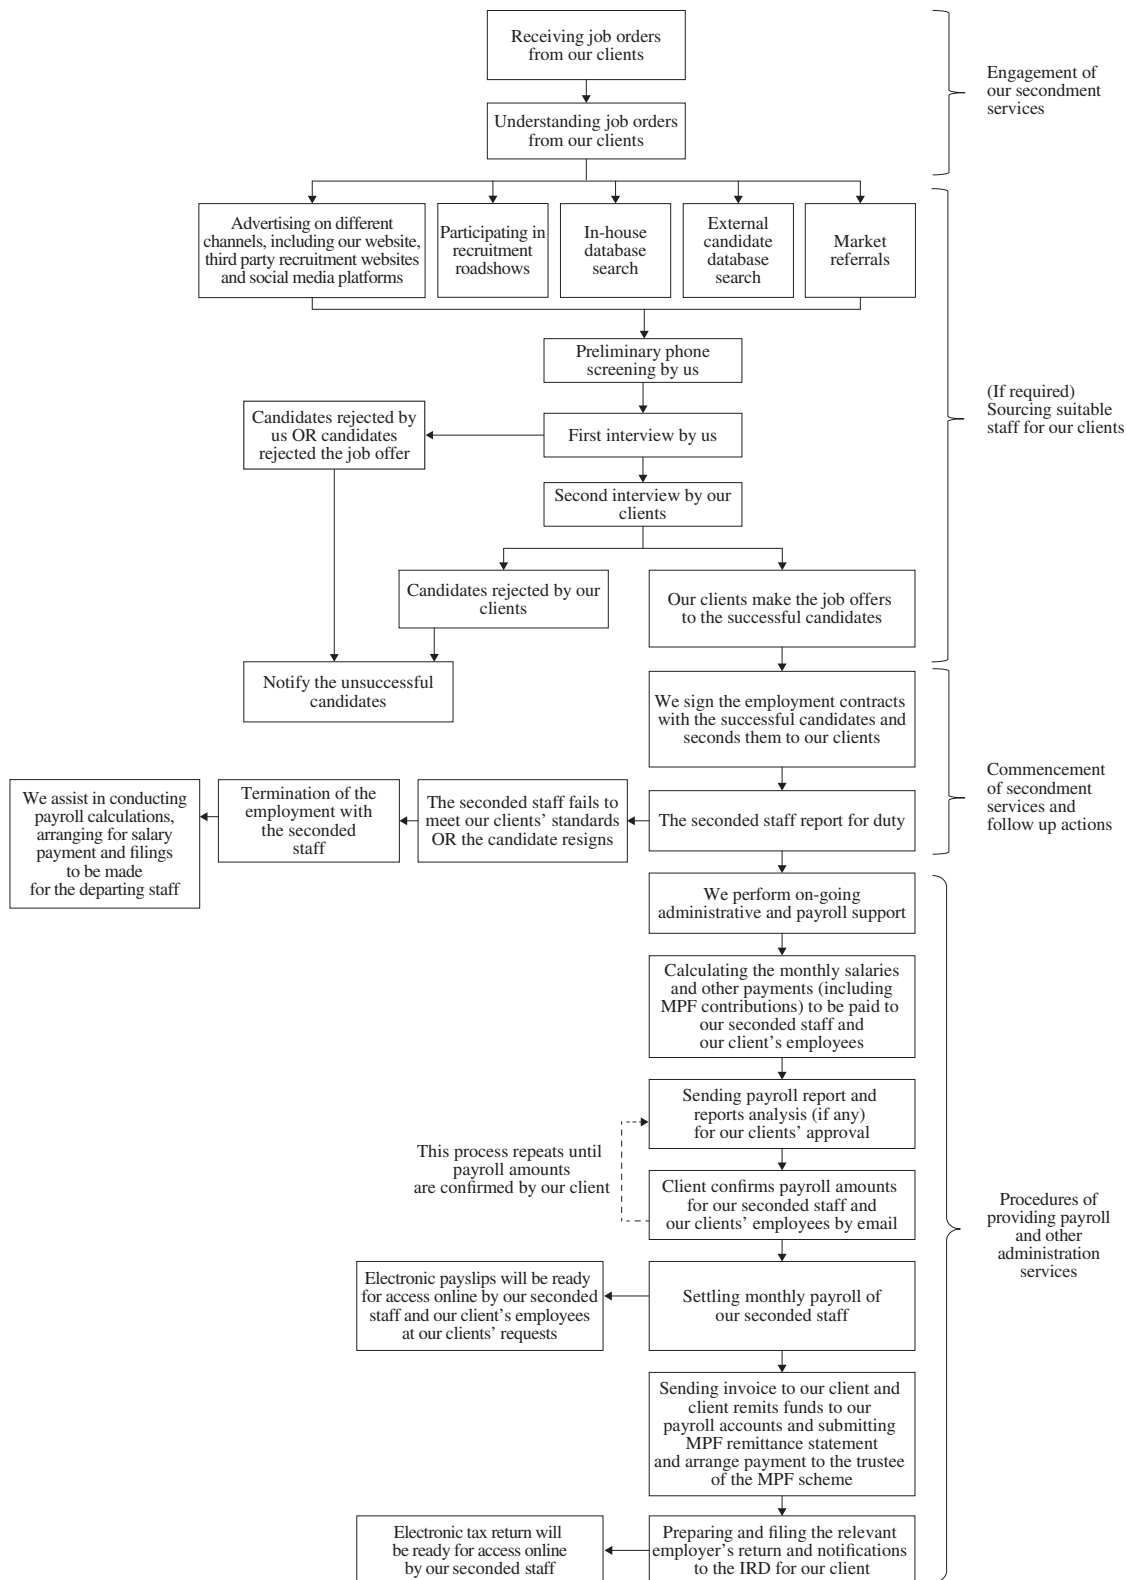 Receiving job orders
from our clients
Engagement of
our secondment
services
Understanding job orders
from our clients
Advertising on different
channels, including our website,
third party recruitment websites
and social media platforms
Participating in
recruitment
roadshows
In-house
database
search
External
candidate
database
search
Market
referrals
Preliminary phone
screening by us
(If required)
Sourcing suitable
staff for our clients
Candidates rejected by
us OR candidates
rejected the job offer
First interview by us
Second interview by our
clients
Candidates rejected by our
clients
Our clients make the job offers
to the successful candidates
Notify the unsuccessful
candidates
We sign the employment contracts
with the successful candidates and
seconds them to our clients
Commencement
of secondment
services and
follow up actions
We assist in conducting
payroll calculations,
arranging for salary
payment and filings
to be made
for the departing staff
Termination of the
employment with
the seconded
staff
The seconded staff fails to
meet our clients’ standards
OR the candidate resigns
The seconded staff report for duty
We perform on-going
administrative and payroll support
Calculating the monthly salaries
and other payments (including
MPF contributions) to be paid to
our seconded staff and
our client’s employees
Sending payroll report and
reports analysis (if any)
for our clients’ approval
This process repeats until
payroll amounts
are confirmed by our client
Client confirms payroll amounts
for our seconded staff and
our clients’ employees by email
Procedures of
providing payroll
and other
administration
services
Electronic payslips will be ready
for access online by our seconded
staff and our client’s employees
at our clients’ requests
Settling monthly payroll of
our seconded staff
Sending invoice to our client and
client remits funds to our
payroll accounts and submitting
MPF remittance statement
and arrange payment to the trustee
of the MPF scheme
Electronic tax return will
be ready for access online
by our seconded staff
Preparing and filing the relevant
employer’s return and notifications
to the IRD for our client